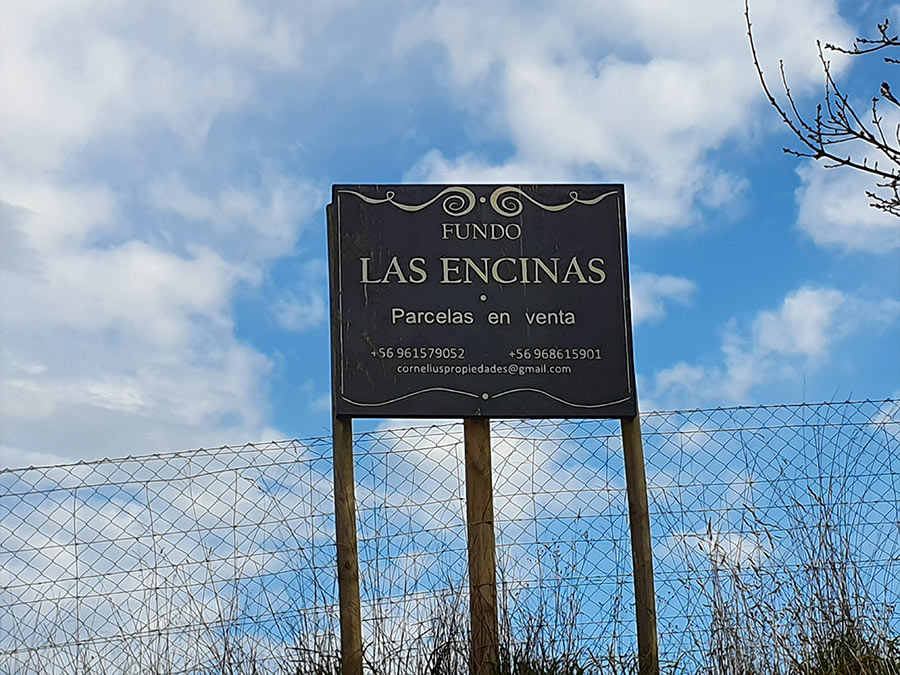 FUNDO
LAS ENCINAS
Parcelas en venta
+56 961579052 +56 968615901
corneliuspropiedades@gmail.com